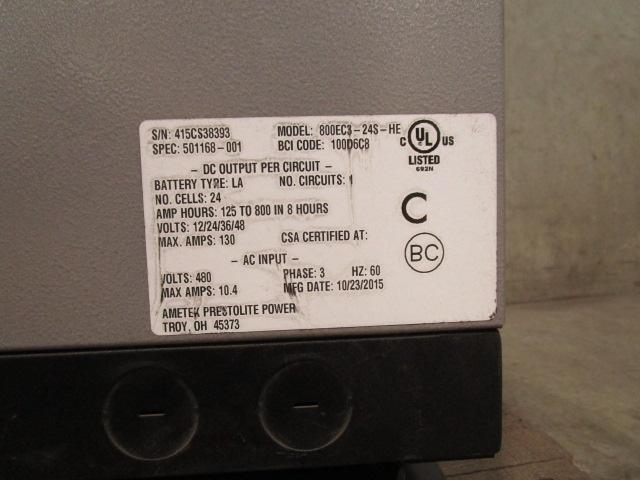 S/N: 415CS38393 MODEL: 800EC3-24S-HE
SPEC: 501168-001 BCI CODE: 100D6C8
C UL US
LISTED
692N
- DC OUTPUT PER CIRCUIT -
BATTERY TYPE: LA NO. CIRCUITS: 1
NO. CELLS: 24
AMP HOURS: 125 TO 800 IN 8 HOURS
VOLTS: 12/24/36/48
MAX. AMPS: 130 CSA CERTIFIED AT:
C
BC
- AC INPUT -
VOLTS: 480 PHASE: 3 HZ: 60
MAX AMPS: 10.4 MFG DATE: 10/23/2015
AMETEK PRESTOLITE POWER
TROY, OH 45373